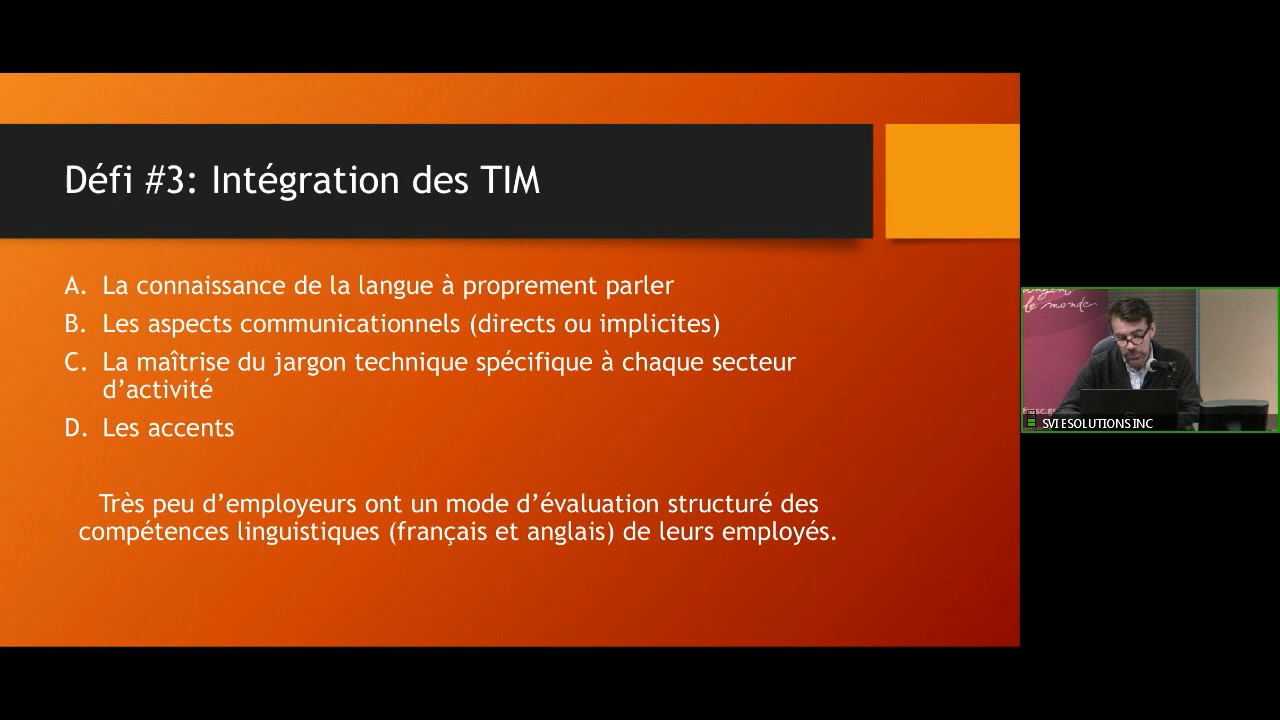 Défi #3: Intégration des TIM
A. La connaissance de la langue à proprement parler
B. Les aspects communicationnels (directs ou implicites)
C. La maîtrise du jargon technique spécifique à chaque secteur
d’activité
D. Les accents
Très peu d’employeurs ont un mode d’évaluation structuré des
compétences linguistiques (français et anglais) de leurs employés.
le monde
SVI ESOLUTIONS INC